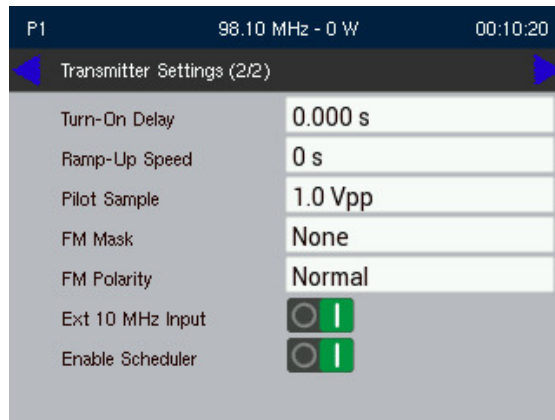 P1 98.10 MHz - 0 W 00:10:20
Transmitter Settings (2/2)
Turn-On Delay 0.000 s
Ramp-Up Speed 0 s
Pilot Sample 1.0 Vpp
FM Mask None
FM Polarity Normal
Ext 10 MHz Input
Enable Scheduler